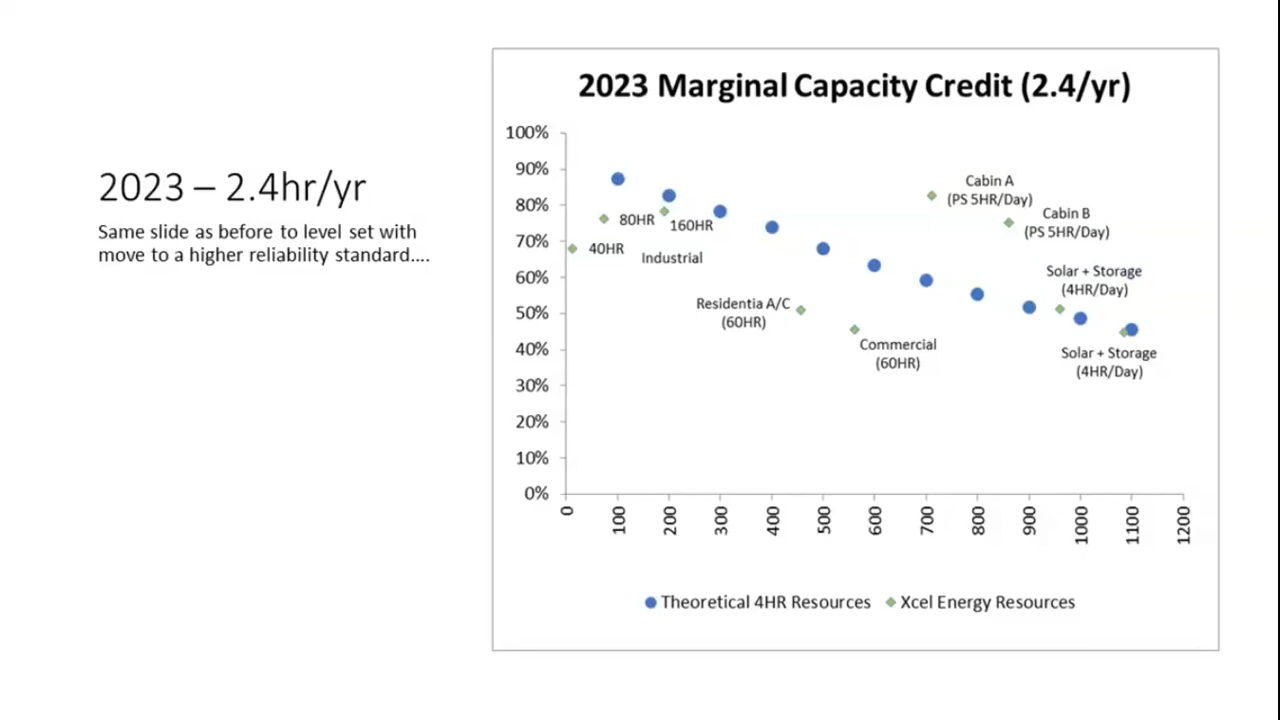 2023 – 2.4hr/yr
Same slide as before to level set with
move to a higher reliability standard....
2023 Marginal Capacity Credit (2.4/yr)
100%
90%
80%
70%
60%
50%
40%
30%
20%
10%
0%
0
100
200
300
400
500
600
700
800
900
1000
1100
1200
40HR
80HR
160HR
Industrial
Residentia A/C
(60HR)
Commercial
(60HR)
Cabin A
(PS 5HR/Day)
Cabin B
(PS 5HR/Day)
Solar + Storage
(4HR/Day)
Solar + Storage
(4HR/Day)
Theoretical 4HR Resources
Xcel Energy Resources